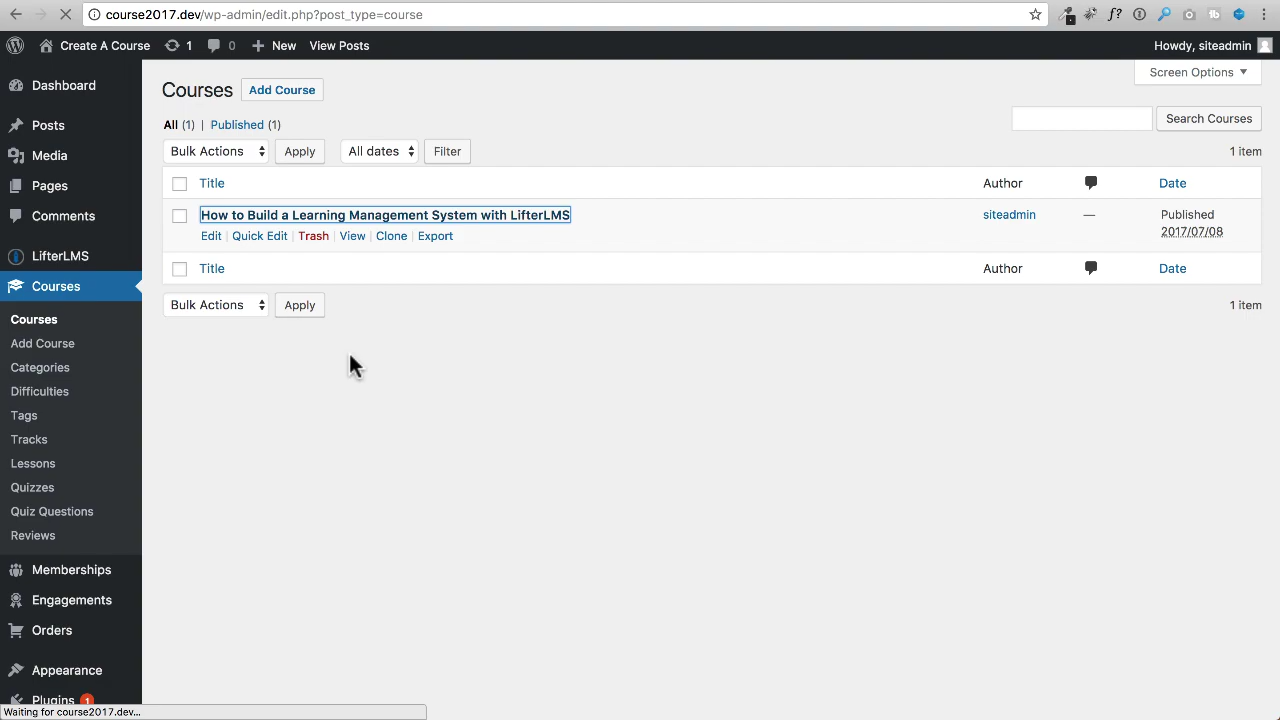 course2017.dev/wp-admin/edit.php?post_type=course
Create A Course 1 0 New View Posts Howdy, siteadmin
Screen Options
Courses Add Course
All (1) | Published (1)
Search Courses
Bulk Actions Apply All dates Filter 1 item
Title Author Date
How to Build a Learning Management System with LifterLMS siteadmin — Published
2017/07/08
Edit | Quick Edit | Trash | View | Clone | Export
Title Author Date
Bulk Actions Apply 1 item
Dashboard
Posts
Media
Pages
Comments
LifterLMS
Courses
Courses
Add Course
Categories
Difficulties
Tags
Tracks
Lessons
Quizzes
Quiz Questions
Reviews
Memberships
Engagements
Orders
Appearance
Plugins 1
Waiting for course2017.dev...